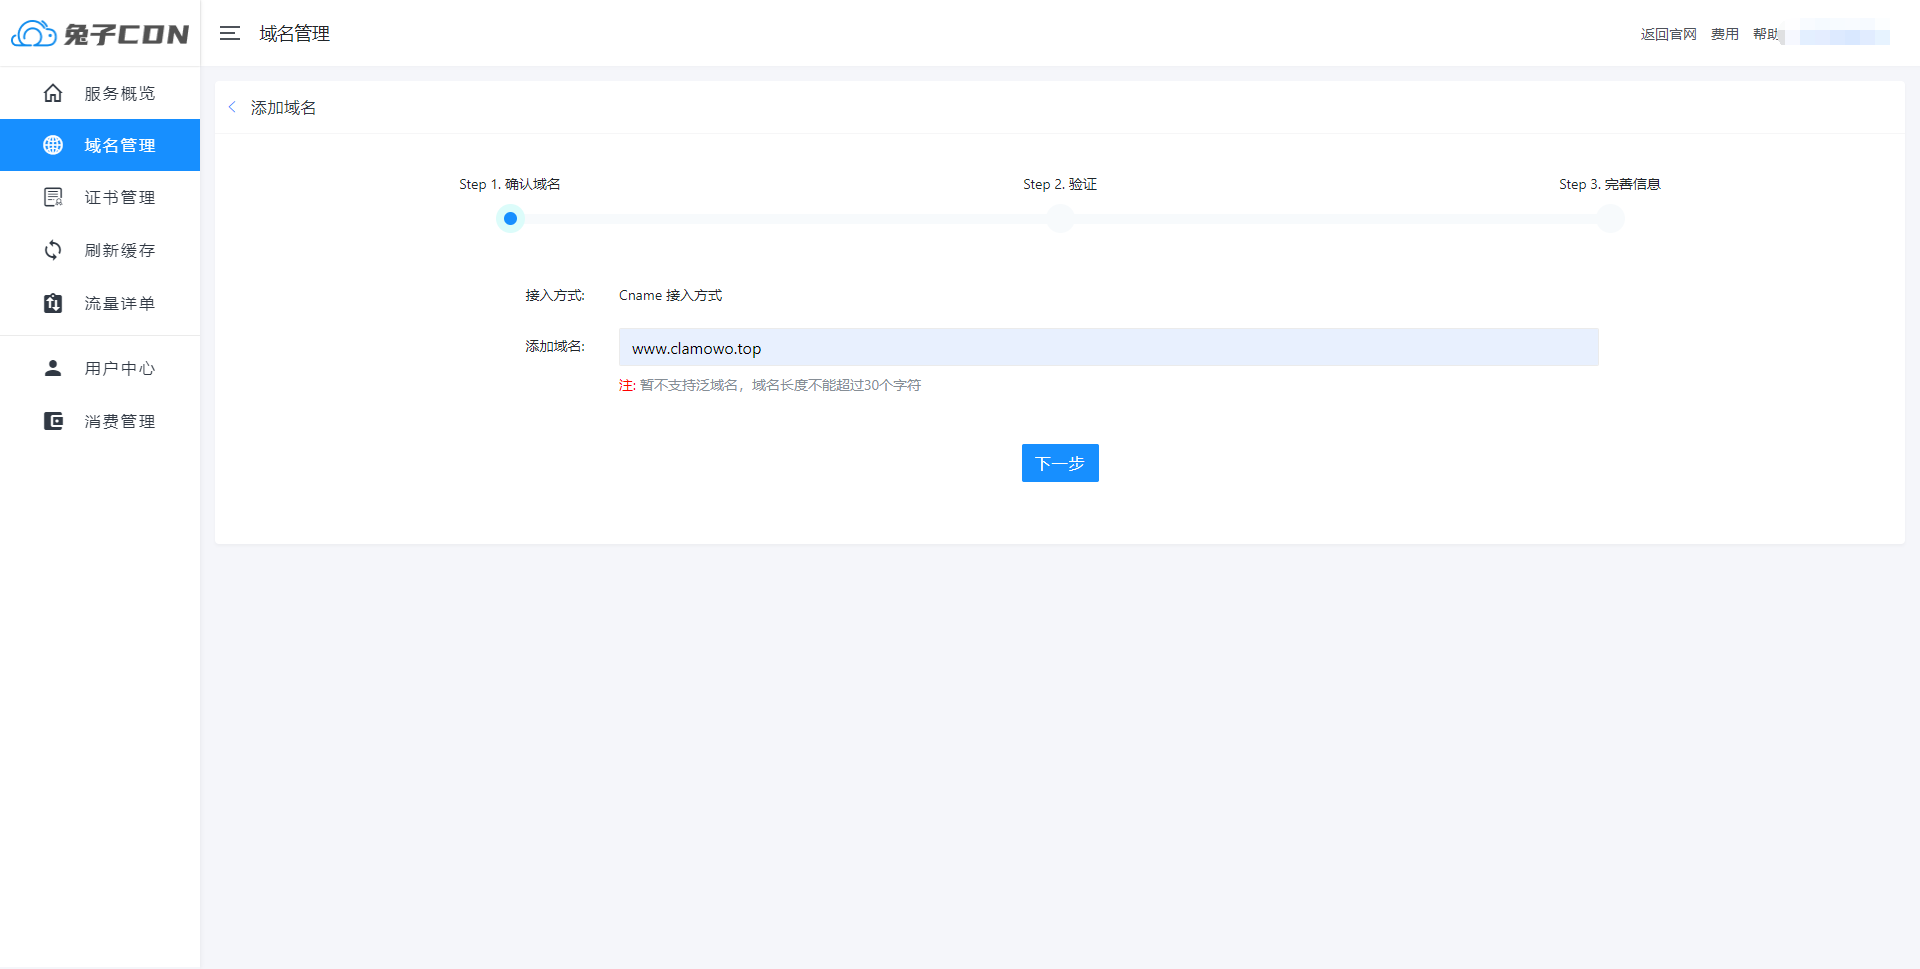 兔子CDN
域名管理
返回官网 费用 帮助
服务概览
域名管理
证书管理
刷新缓存
流量详单
用户中心
消费管理
添加域名
Step 1. 确认域名
Step 2. 验证
Step 3. 完善信息
接入方式: Cname 接入方式
添加域名: www.clamowo.top
注: 暂不支持泛域名，域名长度不能超过30个字符
下一步